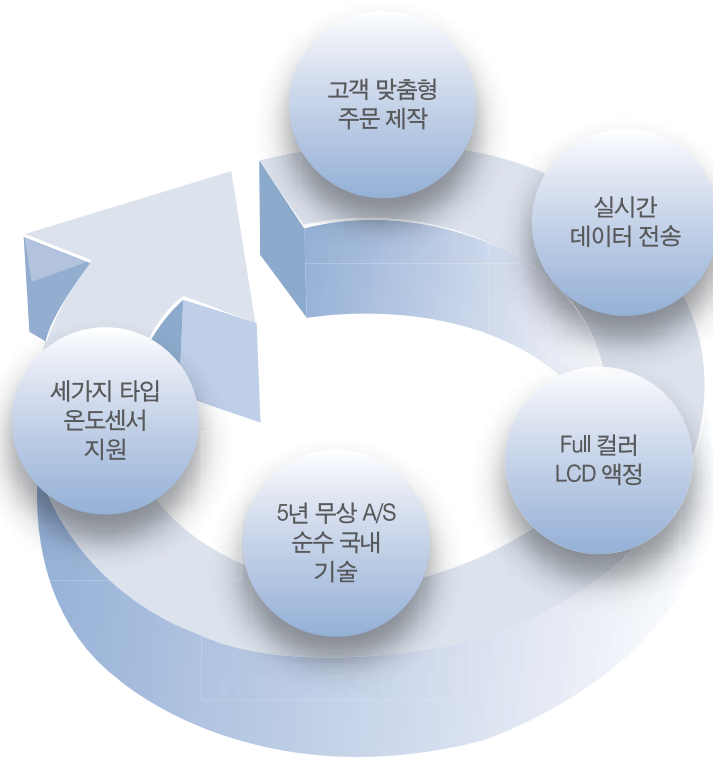 고객 맞춤형
주문 제작
실시간
데이터 전송
Full 컬러
LCD 액정
5년 무상 A/S
순수 국내
기술
세가지 타입
온도센서
지원